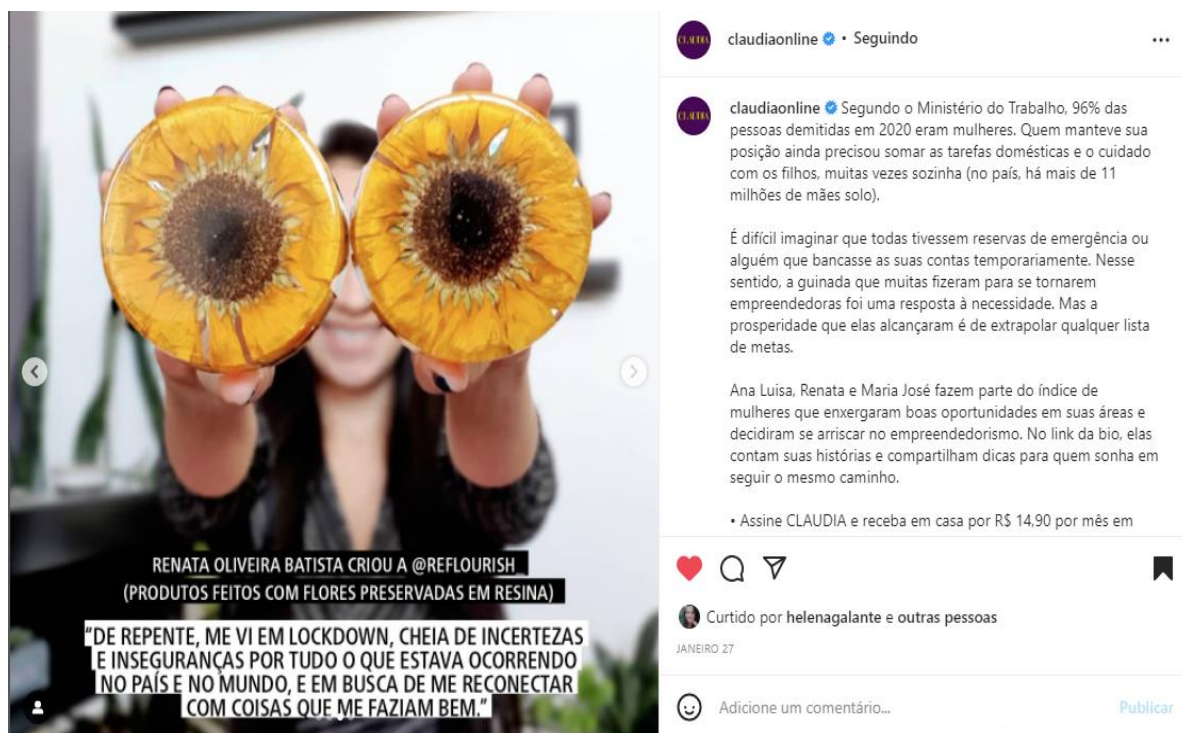 CLAUDIA
claudiaonline • Seguindo
CLAUDIA
claudiaonline Segundo o Ministério do Trabalho, 96% das
pessoas demitidas em 2020 eram mulheres. Quem manteve sua
posição ainda precisou somar as tarefas domésticas e o cuidado
com os filhos, muitas vezes sozinha (no país, há mais de 11
milhões de mães solo).
É difícil imaginar que todas tivessem reservas de emergência ou
alguém que bancasse as suas contas temporariamente. Nesse
sentido, a guinada que muitas fizeram para se tornarem
empreendedoras foi uma resposta à necessidade. Mas a
prosperidade que elas alcançaram é de extrapolar qualquer lista
de metas.
Ana Luisa, Renata e Maria José fazem parte do índice de
mulheres que enxergaram boas oportunidades em suas áreas e
decidiram se arriscar no empreendedorismo. No link da bio, elas
contam suas histórias e compartilham dicas para quem sonha em
seguir o mesmo caminho.
• Assine CLAUDIA e receba em casa por R$ 14,90 por mês em
RENATA OLIVEIRA BATISTA CRIOU A @REFLOURISH_
(PRODUTOS FEITOS COM FLORES PRESERVADAS EM RESINA)
"DE REPENTE, ME VI EM LOCKDOWN, CHEIA DE INCERTEZAS
E INSEGURANÇAS POR TUDO O QUE ESTAVA OCORRENDO
NO PAÍS E NO MUNDO, E EM BUSCA DE ME RECONECTAR
COM COISAS QUE ME FAZIAM BEM."
Curtido por helenagalante e outras pessoas
JANEIRO 27
Adicione um comentário...
Publicar